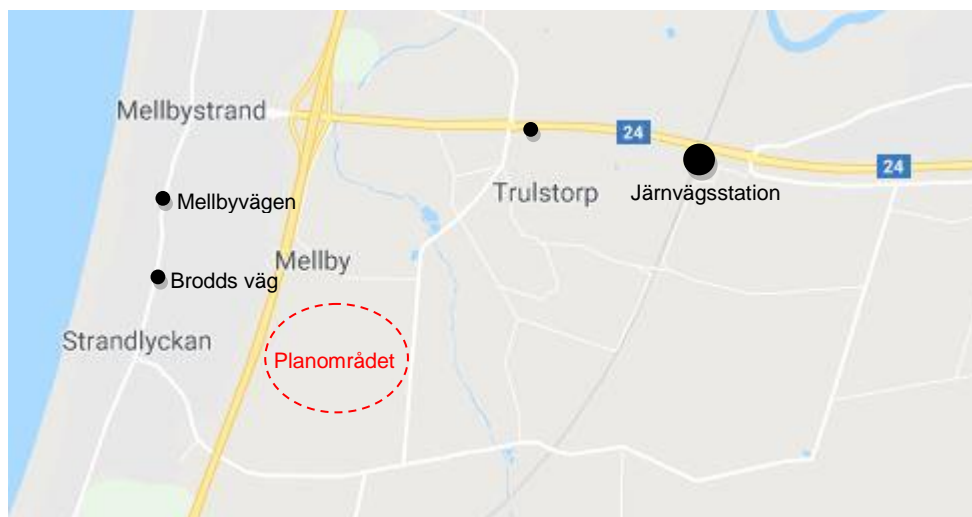 Mellbystrand
24
24
Trulstorp
Järnvägsstation
Mellbyvägen
Mellby
Brodds väg
Strandlyckan
Planområdet